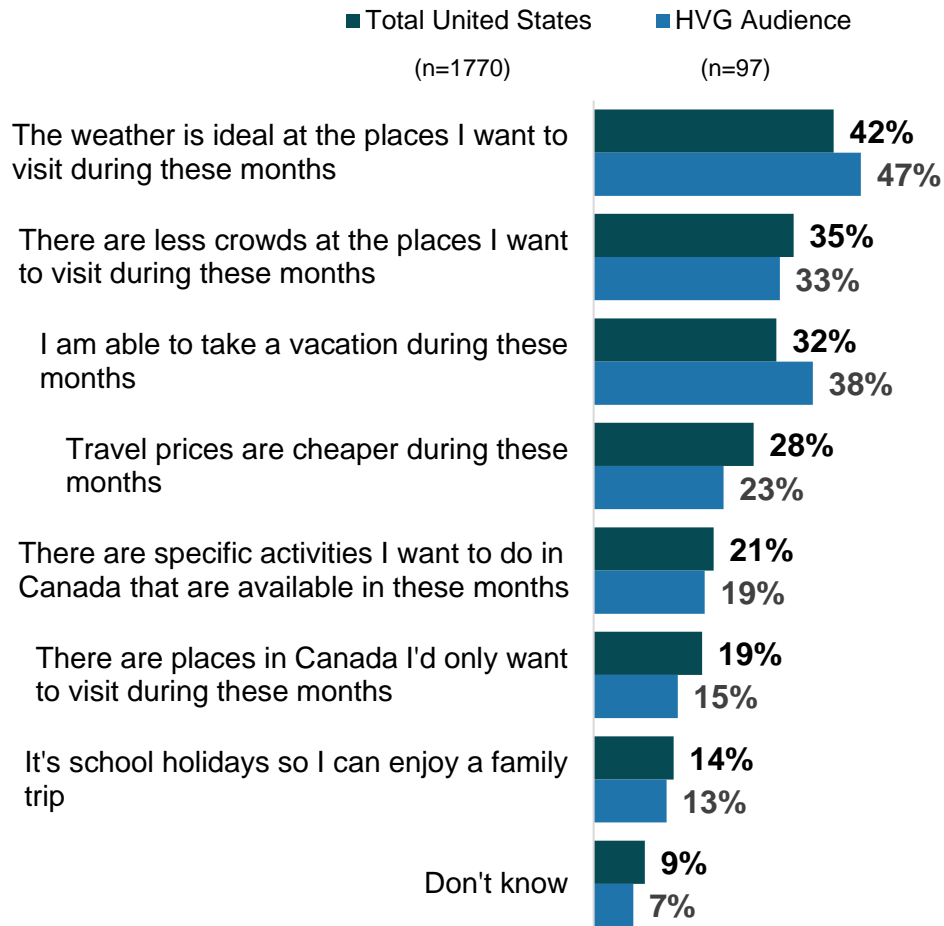 Total United States HVG Audience
(n=1770) (n=97)
The weather is ideal at the places I want to
visit during these months
42%
47%
There are less crowds at the places I want
to visit during these months
35%
33%
I am able to take a vacation during these
months
32%
38%
Travel prices are cheaper during these
months
28%
23%
There are specific activities I want to do in
Canada that are available in these months
21%
19%
There are places in Canada I'd only want
to visit during these months
19%
15%
It's school holidays so I can enjoy a family
trip
14%
13%
Don't know
9%
7%